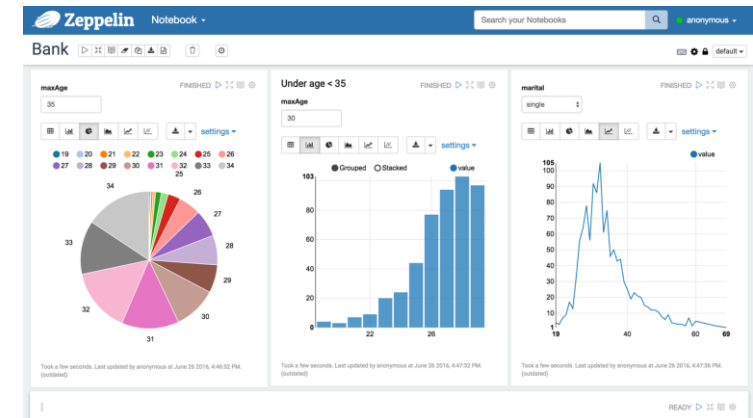 Zeppelin Notebook Search your Notebooks anonymous
Bank default
maxAge FINISHED
35
settings
19 20 21 22 23 24 25 26
27 28 29 30 31 32 33 34
25
26
27
28
29
30
31
32
33
34
Took a few seconds. Last updated by anonymous at June 26 2016, 4:46:52 PM.
(outdated)
Under age < 35 FINISHED
maxAge
30
settings
Grouped Stacked value
103
80
60
40
20
0
22 26
Took a few seconds. Last updated by anonymous at June 26 2016, 4:47:32 PM.
(outdated)
marital FINISHED
single
settings
value
105
100
90
80
70
60
50
40
30
20
10
1
19 40 60 69
Took a few seconds. Last updated by anonymous at June 26 2016, 4:47:36 PM.
(outdated)
READY